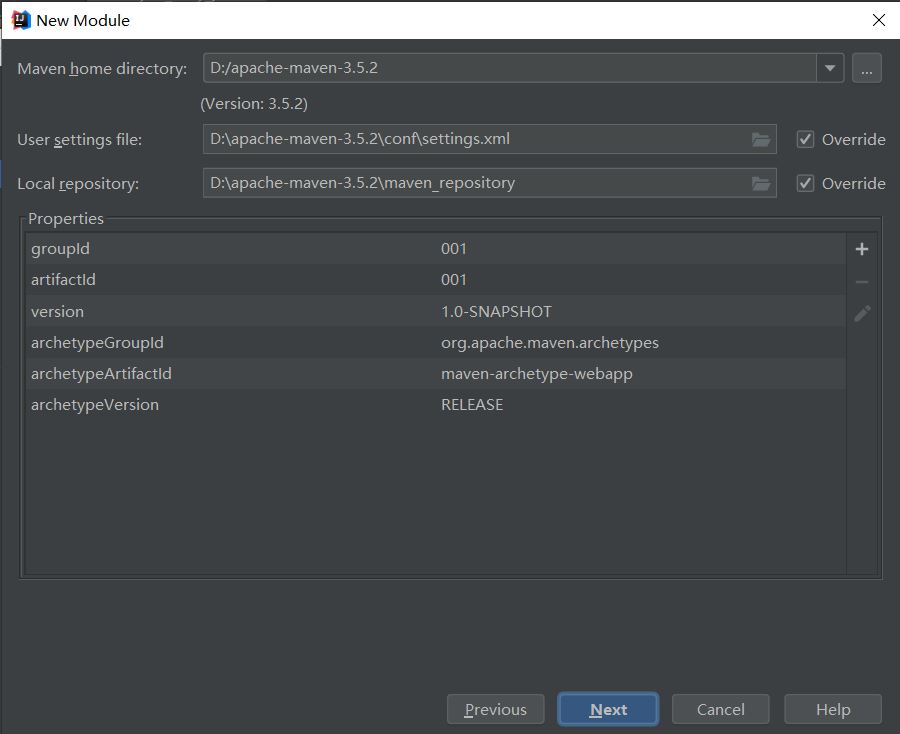 New Module
Maven home directory: D:/apache-maven-3.5.2 ...
(Version: 3.5.2)
User settings file: D:\apache-maven-3.5.2\conf\settings.xml Override
Local repository: D:\apache-maven-3.5.2\maven_repository Override
Properties
groupId 001
artifactId 001
version 1.0-SNAPSHOT
archetypeGroupId org.apache.maven.archetypes
archetypeArtifactId maven-archetype-webapp
archetypeVersion RELEASE
Previous Next Cancel Help